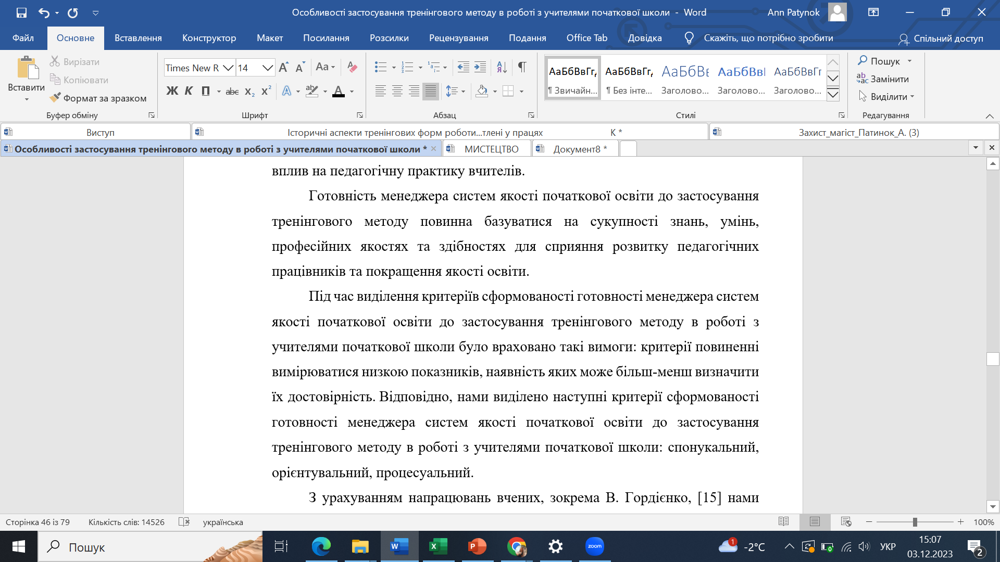 Особливості застосування тренінгового методу в роботі з учителями початкової школи - Word
Ann Patynok
Файл Основне Вставлення Конструктор Макет Посилання Розсилки Рецензування Подання Office Tab Довідка Скажіть, що потрібно зробити Спільний доступ
Вставити
Вирізати
Копіювати
Формат за зразком
Буфер обміну
Times New R 14
Ж К П abc X₂ X²
Шрифт
Абзац
АаБбВвГг, АаБбВвГг, АаБбВв АаБбВвІ АаБбВвГг
¶ Звичайн... ¶ Без інте... Заголово... Заголово... Заголово...
Стилі
Пошук
Замінити
Виділити
Редагування
Виступ
Історичні аспекти тренінгових форм роботи...тлені у працях К *
Захист_магіст_Патинок_А. (3)
Особливості застосування тренінгового методу в роботі з учителями початкової школи *
МИСТЕЦТВО
Документ8 *
вплив на педагогічну практику вчителів.
Готовність менеджера систем якості початкової освіти до застосування
тренінгового методу повинна базуватися на сукупності знань, умінь,
професійних якостях та здібностях для сприяння розвитку педагогічних
працівників та покращення якості освіти.
Під час виділення критеріїв сформованості готовності менеджера систем
якості початкової освіти до застосування тренінгового методу в роботі з
учителями початкової школи було враховано такі вимоги: критерії повиненні
вимірюватися низкою показників, наявність яких може більш-менш визначити
їх достовірність. Відповідно, нами виділено наступні критерії сформованості
готовності менеджера систем якості початкової освіти до застосування
тренінгового методу в роботі з учителями початкової школи: спонукальний,
орієнтувальний, процесуальний.
З урахуванням напрацювань вчених, зокрема В. Гордієнко, [15] нами
Сторінка 46 із 79 Кількість слів: 14526 українська 100%
Пошук
zoom
1 -2°C УКР
15:07
03.12.2023
2